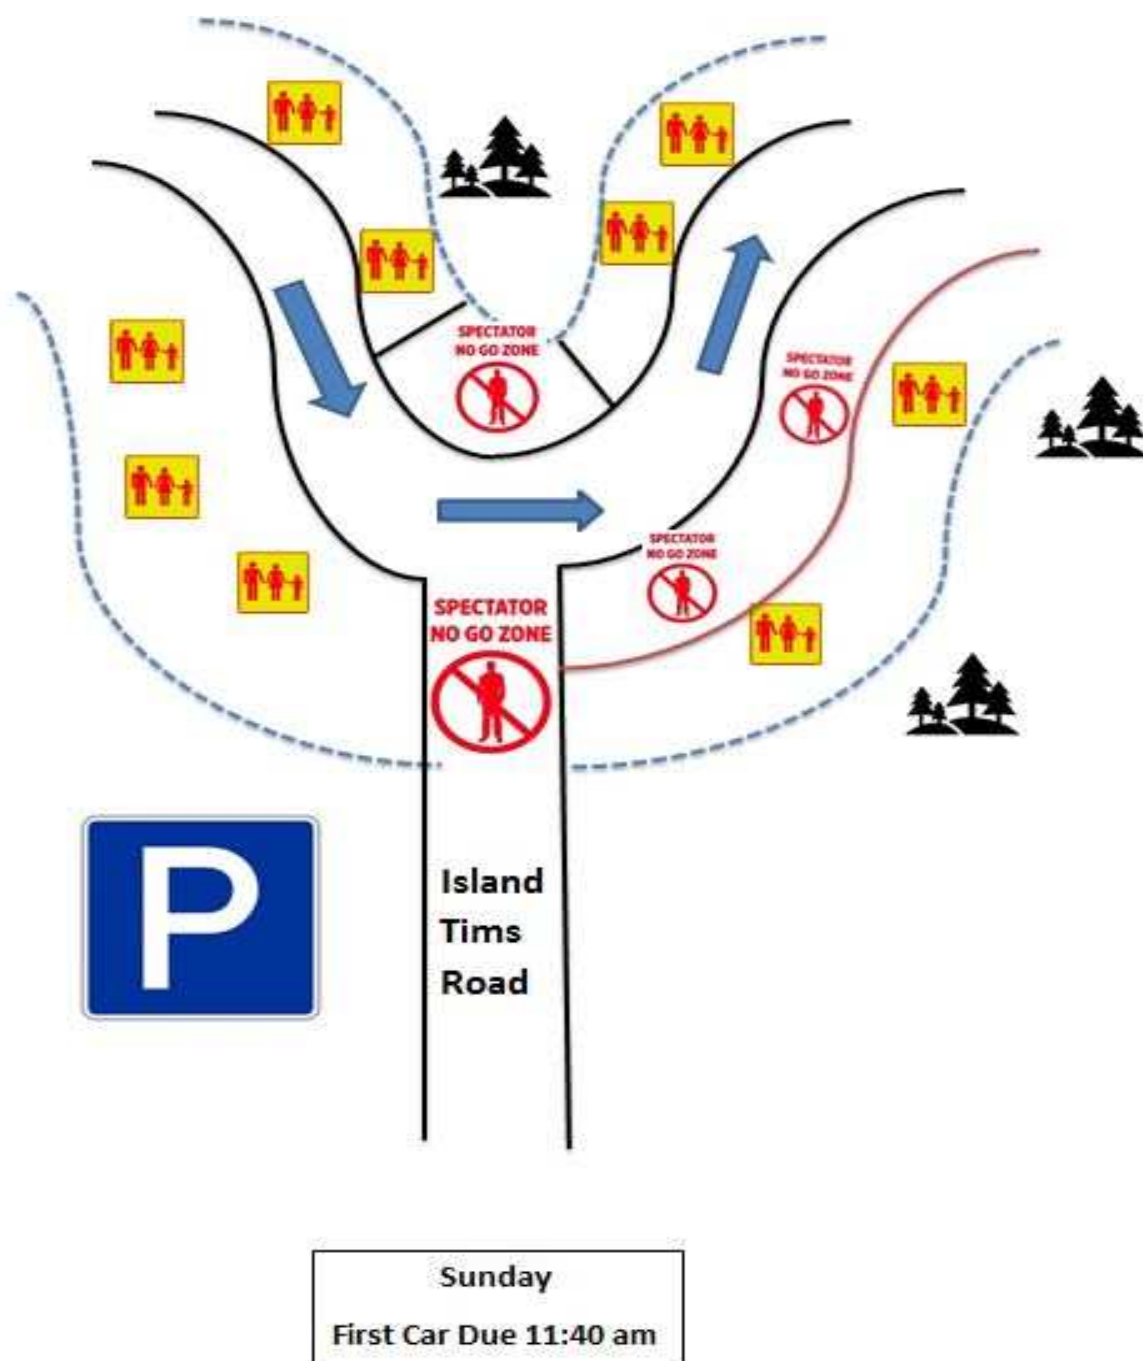 SPECTATOR
NO GO ZONE
SPECTATOR
NO GO ZONE
SPECTATOR
NO GO ZONE
SPECTATOR
NO GO ZONE
P
Island
Tims
Road
Sunday
First Car Due 11:40 am